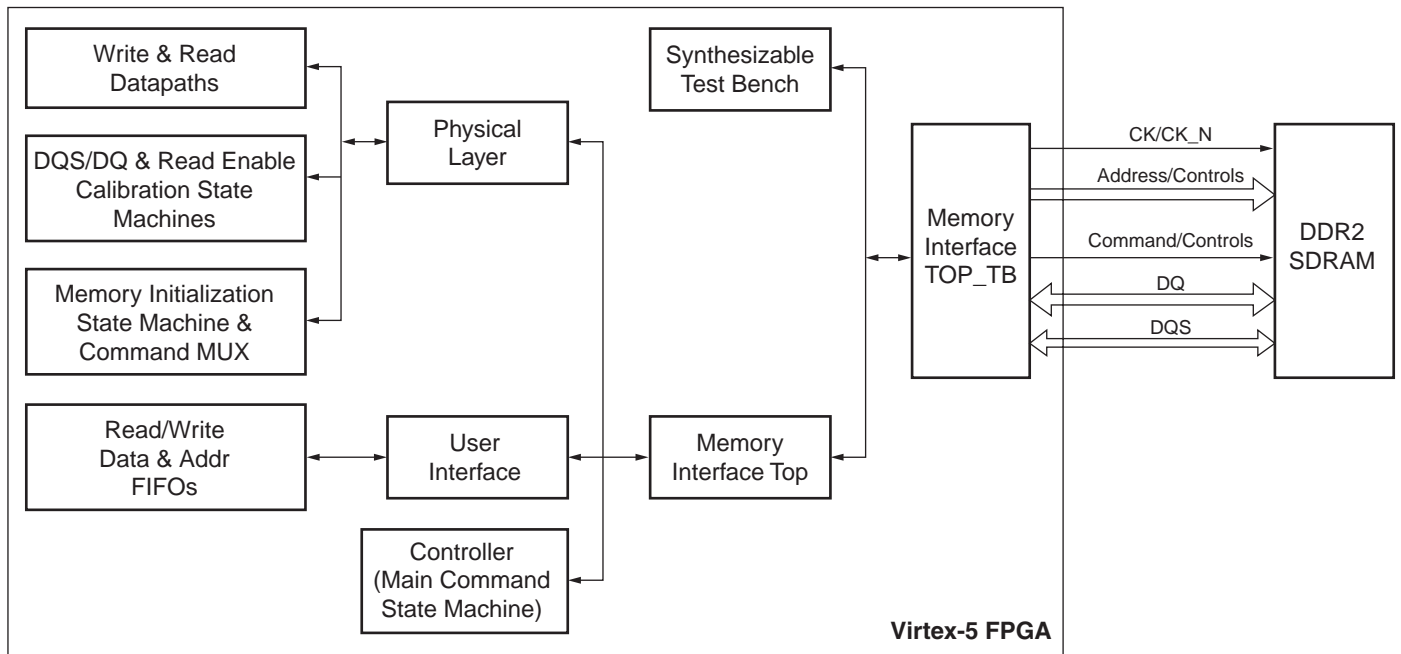 Write & Read
Datapaths
DQS/DQ & Read Enable
Calibration State
Machines
Memory Initialization
State Machine &
Command MUX
Read/Write
Data & Addr
FIFOs
Physical
Layer
User
Interface
Controller
(Main Command
State Machine)
Synthesizable
Test Bench
Memory
Interface Top
Memory
Interface
TOP_TB
CK/CK_N
Address/Controls
Command/Controls
DQ
DQS
DDR2
SDRAM
Virtex-5 FPGA